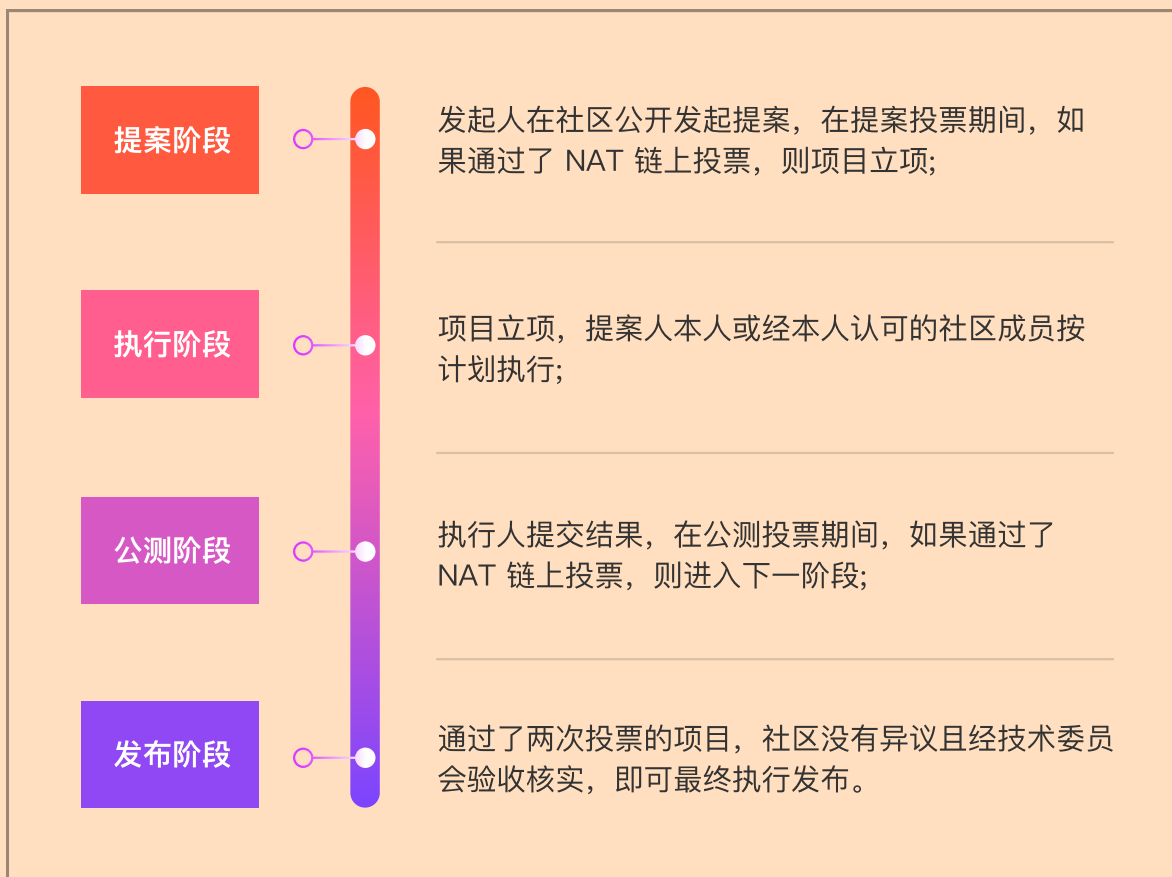 提案阶段
发起人在社区公开发起提案，在提案投票期间，如
果通过了 NAT 链上投票，则项目立项;
执行阶段
项目立项，提案人本人或经本人认可的社区成员按
计划执行;
公测阶段
执行人提交结果，在公测投票期间，如果通过了
NAT 链上投票，则进入下一阶段;
发布阶段
通过了两次投票的项目，社区没有异议且经技术委员
会验收核实，即可最终执行发布。